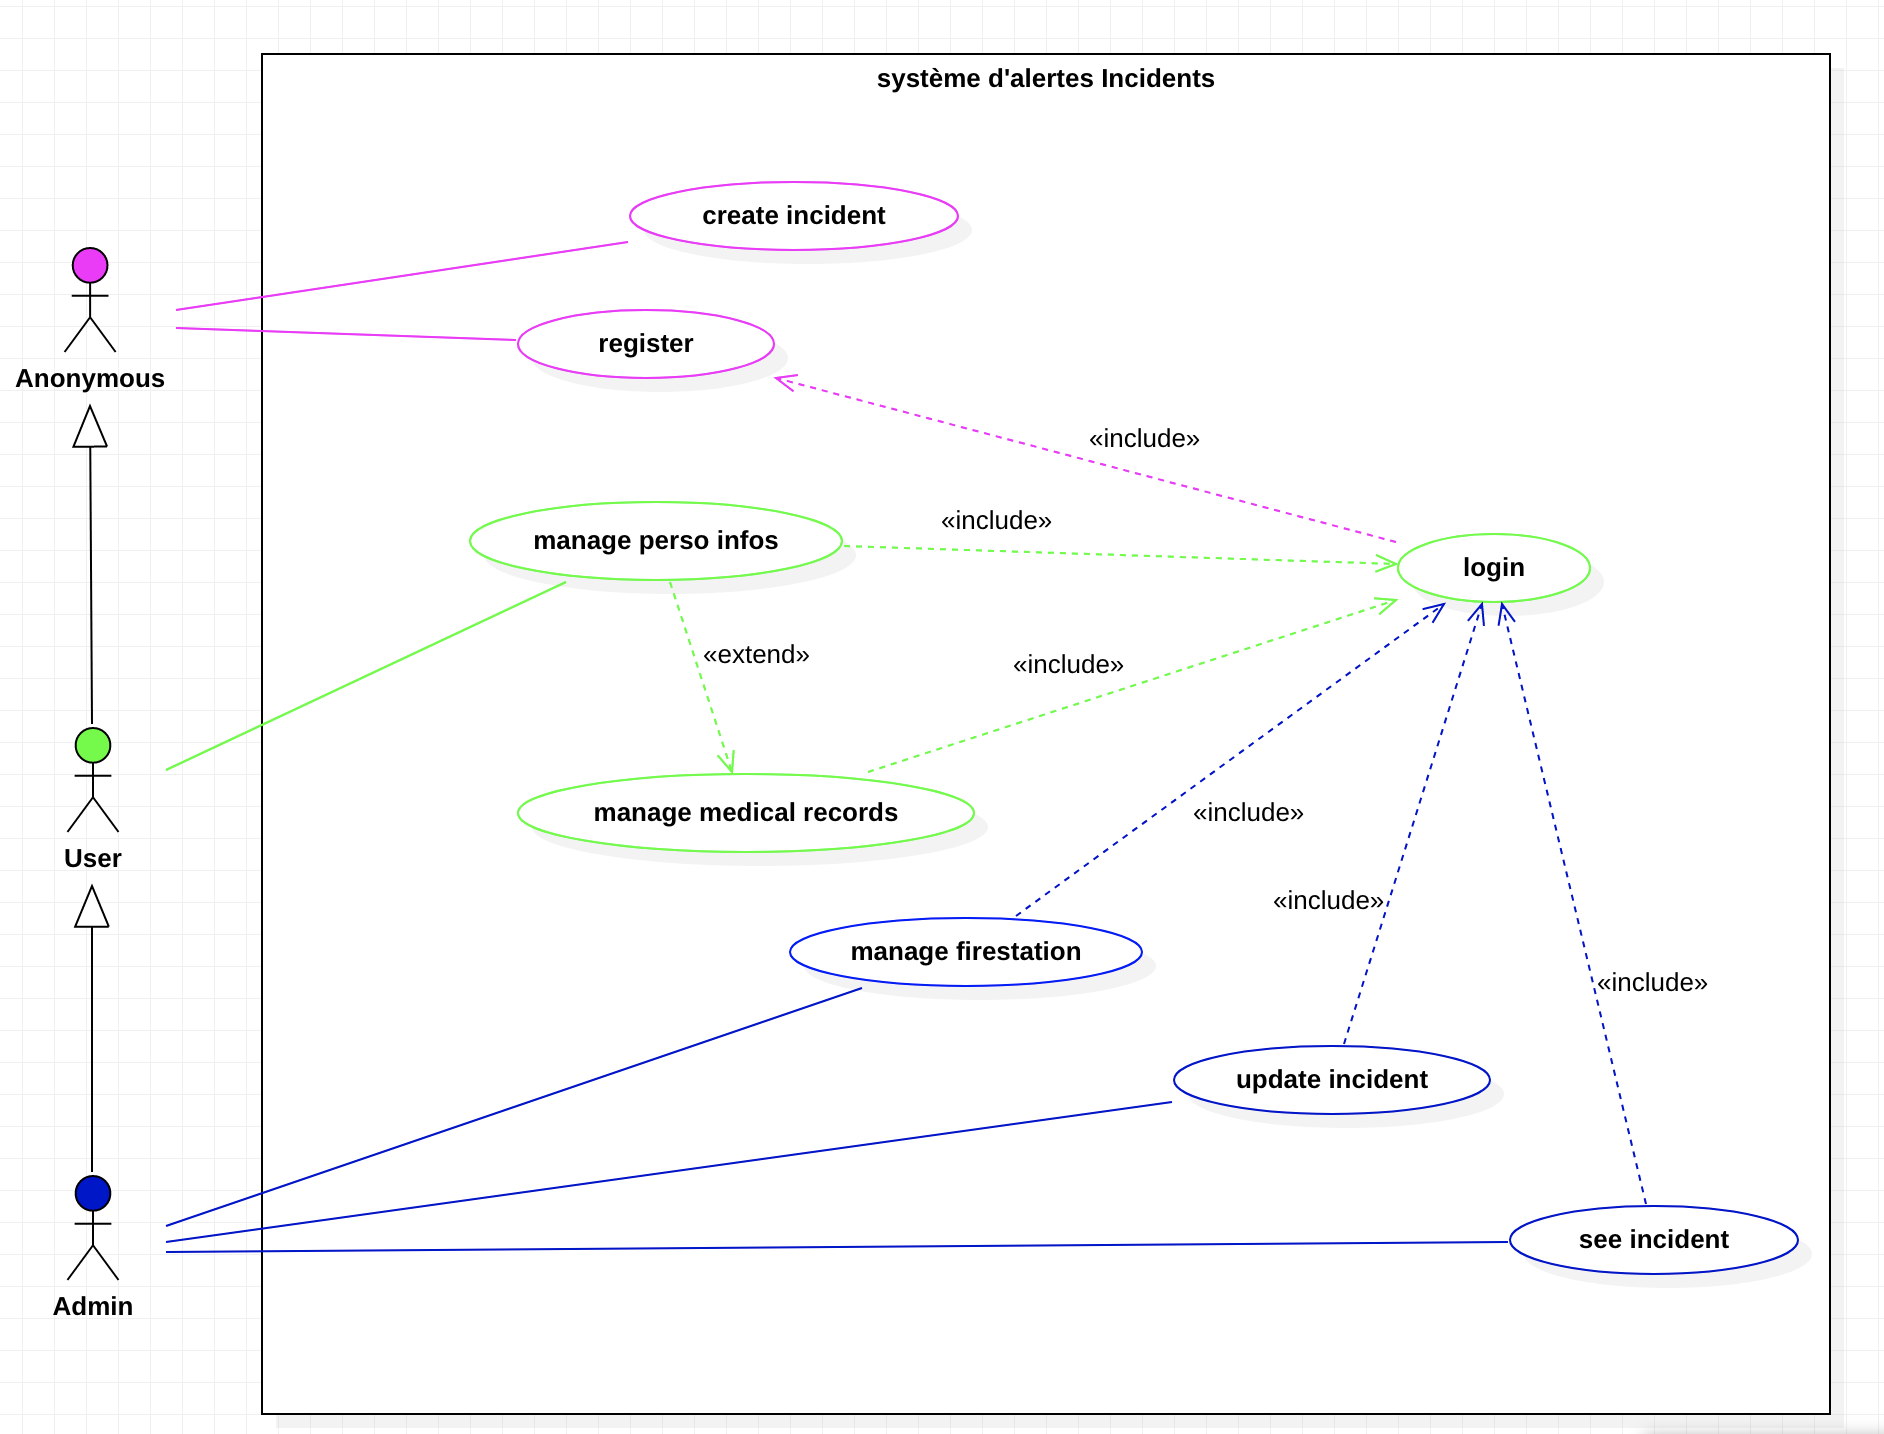 système d'alertes Incidents
create incident
Anonymous
register
«include»
manage perso infos
«include»
login
«extend»
«include»
User
manage medical records
«include»
«include»
manage firestation
«include»
update incident
see incident
Admin